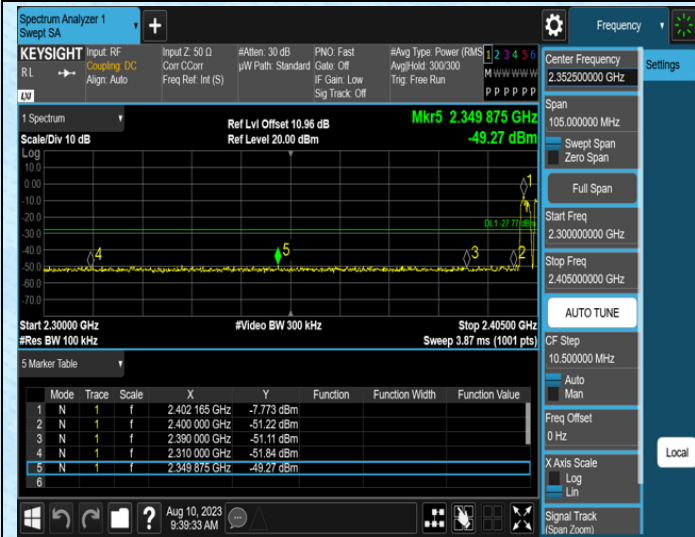 Spectrum Analyzer 1
Swept SA
Frequency
KEYSIGHT
RL
LXI
Input: RF
Coupling: DC
Align: Auto
Input Z: 50 Ω
Corr CCorr
Freq Ref: Int (S)
#Atten: 30 dB
µW Path: Standard
PNO: Fast
Gate: Off
IF Gain: Low
Sig Track: Off
#Avg Type: Power (RMS
Avg|Hold: 300/300
Trig: Free Run
1 2 3 4 5 6
M W W W W W
P P P P P P
1 Spectrum
Scale/Div 10 dB
Log
Ref Lvl Offset 10.96 dB
Ref Level 20.00 dBm
Mkr5 2.349 875 GHz
-49.27 dBm
10.0
0.00
-10.0
-20.0
-30.0
-40.0
-50.0
-60.0
-70.0
DL1 -27.77 dBm
1
2
3
4
5
Start 2.30000 GHz
#Res BW 100 kHz
#Video BW 300 kHz
Stop 2.40500 GHz
Sweep 3.87 ms (1001 pts)
5 Marker Table
Mode Trace Scale X Y Function Function Width Function Value
1 N 1 f 2.402 165 GHz -7.773 dBm
2 N 1 f 2.400 000 GHz -51.22 dBm
3 N 1 f 2.390 000 GHz -51.11 dBm
4 N 1 f 2.310 000 GHz -51.84 dBm
5 N 1 f 2.349 875 GHz -49.27 dBm
6
Aug 10, 2023
9:39:33 AM
Center Frequency
2.352500000 GHz
Span
105.000000 MHz
Swept Span
Zero Span
Full Span
Start Freq
2.300000000 GHz
Stop Freq
2.405000000 GHz
AUTO TUNE
CF Step
10.500000 MHz
Auto
Man
Freq Offset
0 Hz
X Axis Scale
Log
Lin
Signal Track
(Span Zoom)
Settings
Local